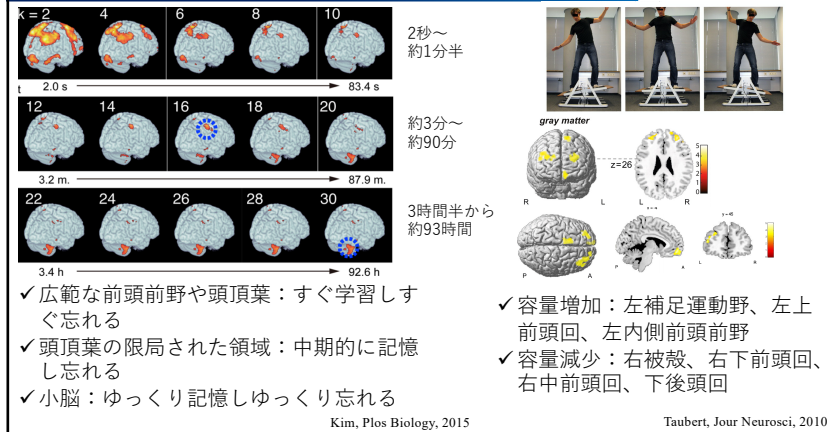 k = 2 4 6 8 10
t 2.0 s 83.4 s
2秒～
約1分半
12 14 16 18 20
3.2 m. 87.9 m.
約3分～
約90分
22 24 26 28 30
3.4 h 92.6 h
3時間半から
約93時間
✓広範な前頭前野や頭頂葉：すぐ学習しす
ぐ忘れる
✓頭頂葉の限局された領域：中期的に記憶
し忘れる
✓小脳：ゆっくり記憶しゆっくり忘れる
Kim, Plos Biology, 2015
gray matter
z=26
5
4
3
2
1
0
R L L R
P A P A L R
✓容量増加：左補足運動野、左上
前頭回、左内側前頭前野
✓容量減少：右被殻、右下前頭回、
右中前頭回、下後頭回
Taubert, Jour Neurosci, 2010